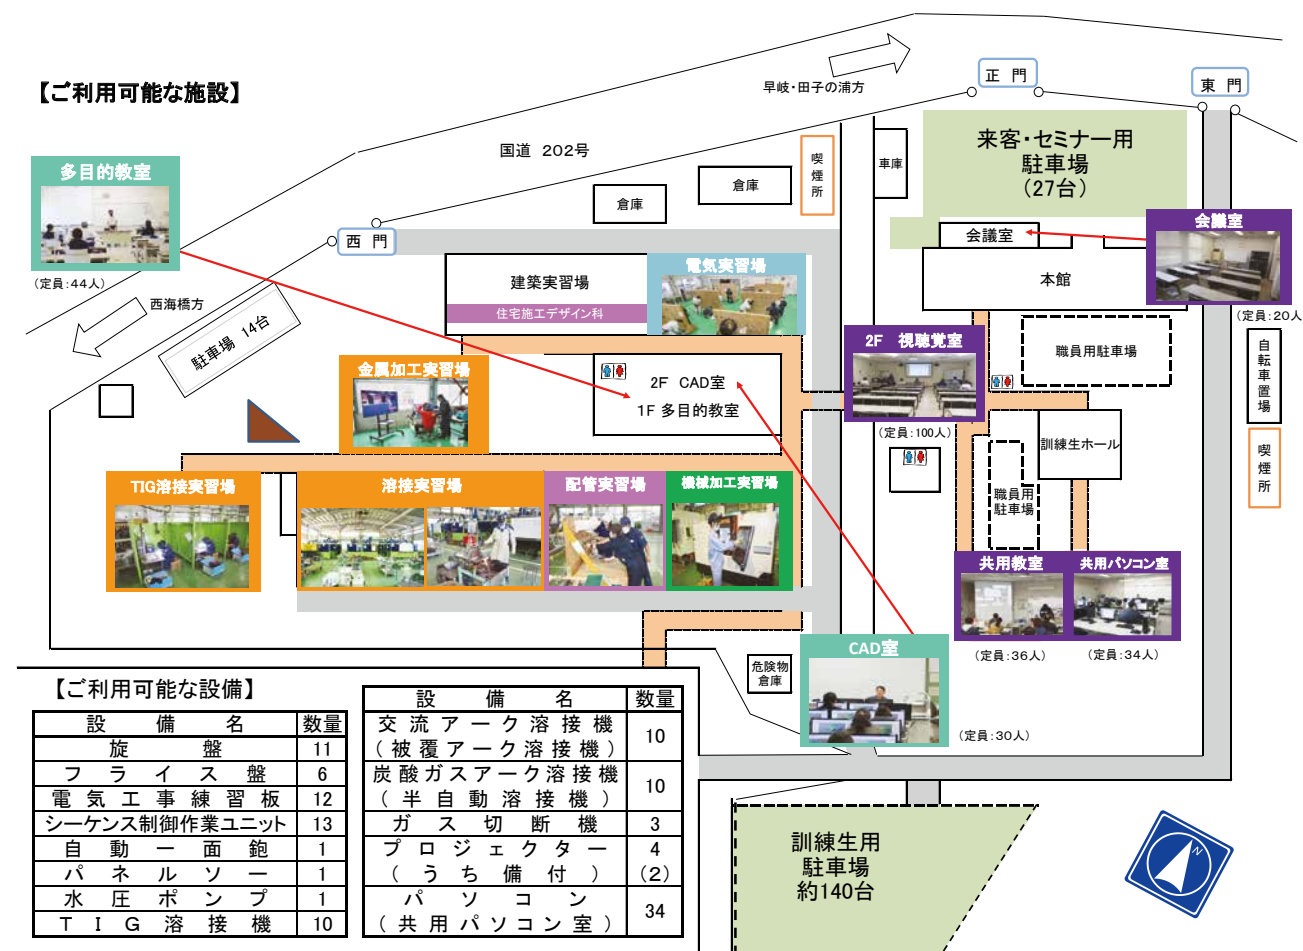 【ご利用可能な施設】
早岐・田子の浦方
正 門
東 門
国道 202号
喫煙所
車庫
来客・セミナー用
駐車場
(27台)
倉庫
倉庫
多目的教室
(定員:44人)
西 門
会議室
会議室
本館
(定員:20人
建築実習場
住宅施工デザイン科
電気実習場
西海橋方
駐車場 14台
2F 視聴覚室
(定員:100人)
職員用駐車場
自転車置場
喫煙所
金属加工実習場
2F CAD室
1F 多目的教室
訓練生ホール
職員用
駐車場
TIG溶接実習場
溶接実習場
配管実習場
機械加工実習場
共用教室
(定員:36人)
共用パソコン室
(定員:34人)
危険物
倉庫
CAD室
(定員:30人)
【ご利用可能な設備】
設 備 名 数量
旋 盤 11
フ ラ イ ス 盤 6
電 気 工 事 練 習 板 12
シーケンス制御作業ユニット 13
自 動 一 面 鉋 1
パ ネ ル ソ ー 1
水 圧 ポ ン プ 1
T I G 溶 接 機 10
設 備 名 数量
交 流 ア ー ク 溶 接 機
( 被 覆 ア ー ク 溶 接 機 ) 10
炭 酸 ガ ス ア ー ク 溶 接 機
( 半 自 動 溶 接 機 ) 10
ガ ス 切 断 機 3
プ ロ ジ ェ ク タ ー 4
( う ち 備 付 ) (2)
パ ソ コ ン
( 共 用 パ ソ コ ン 室 ) 34
訓練生用
駐車場
約140台
N